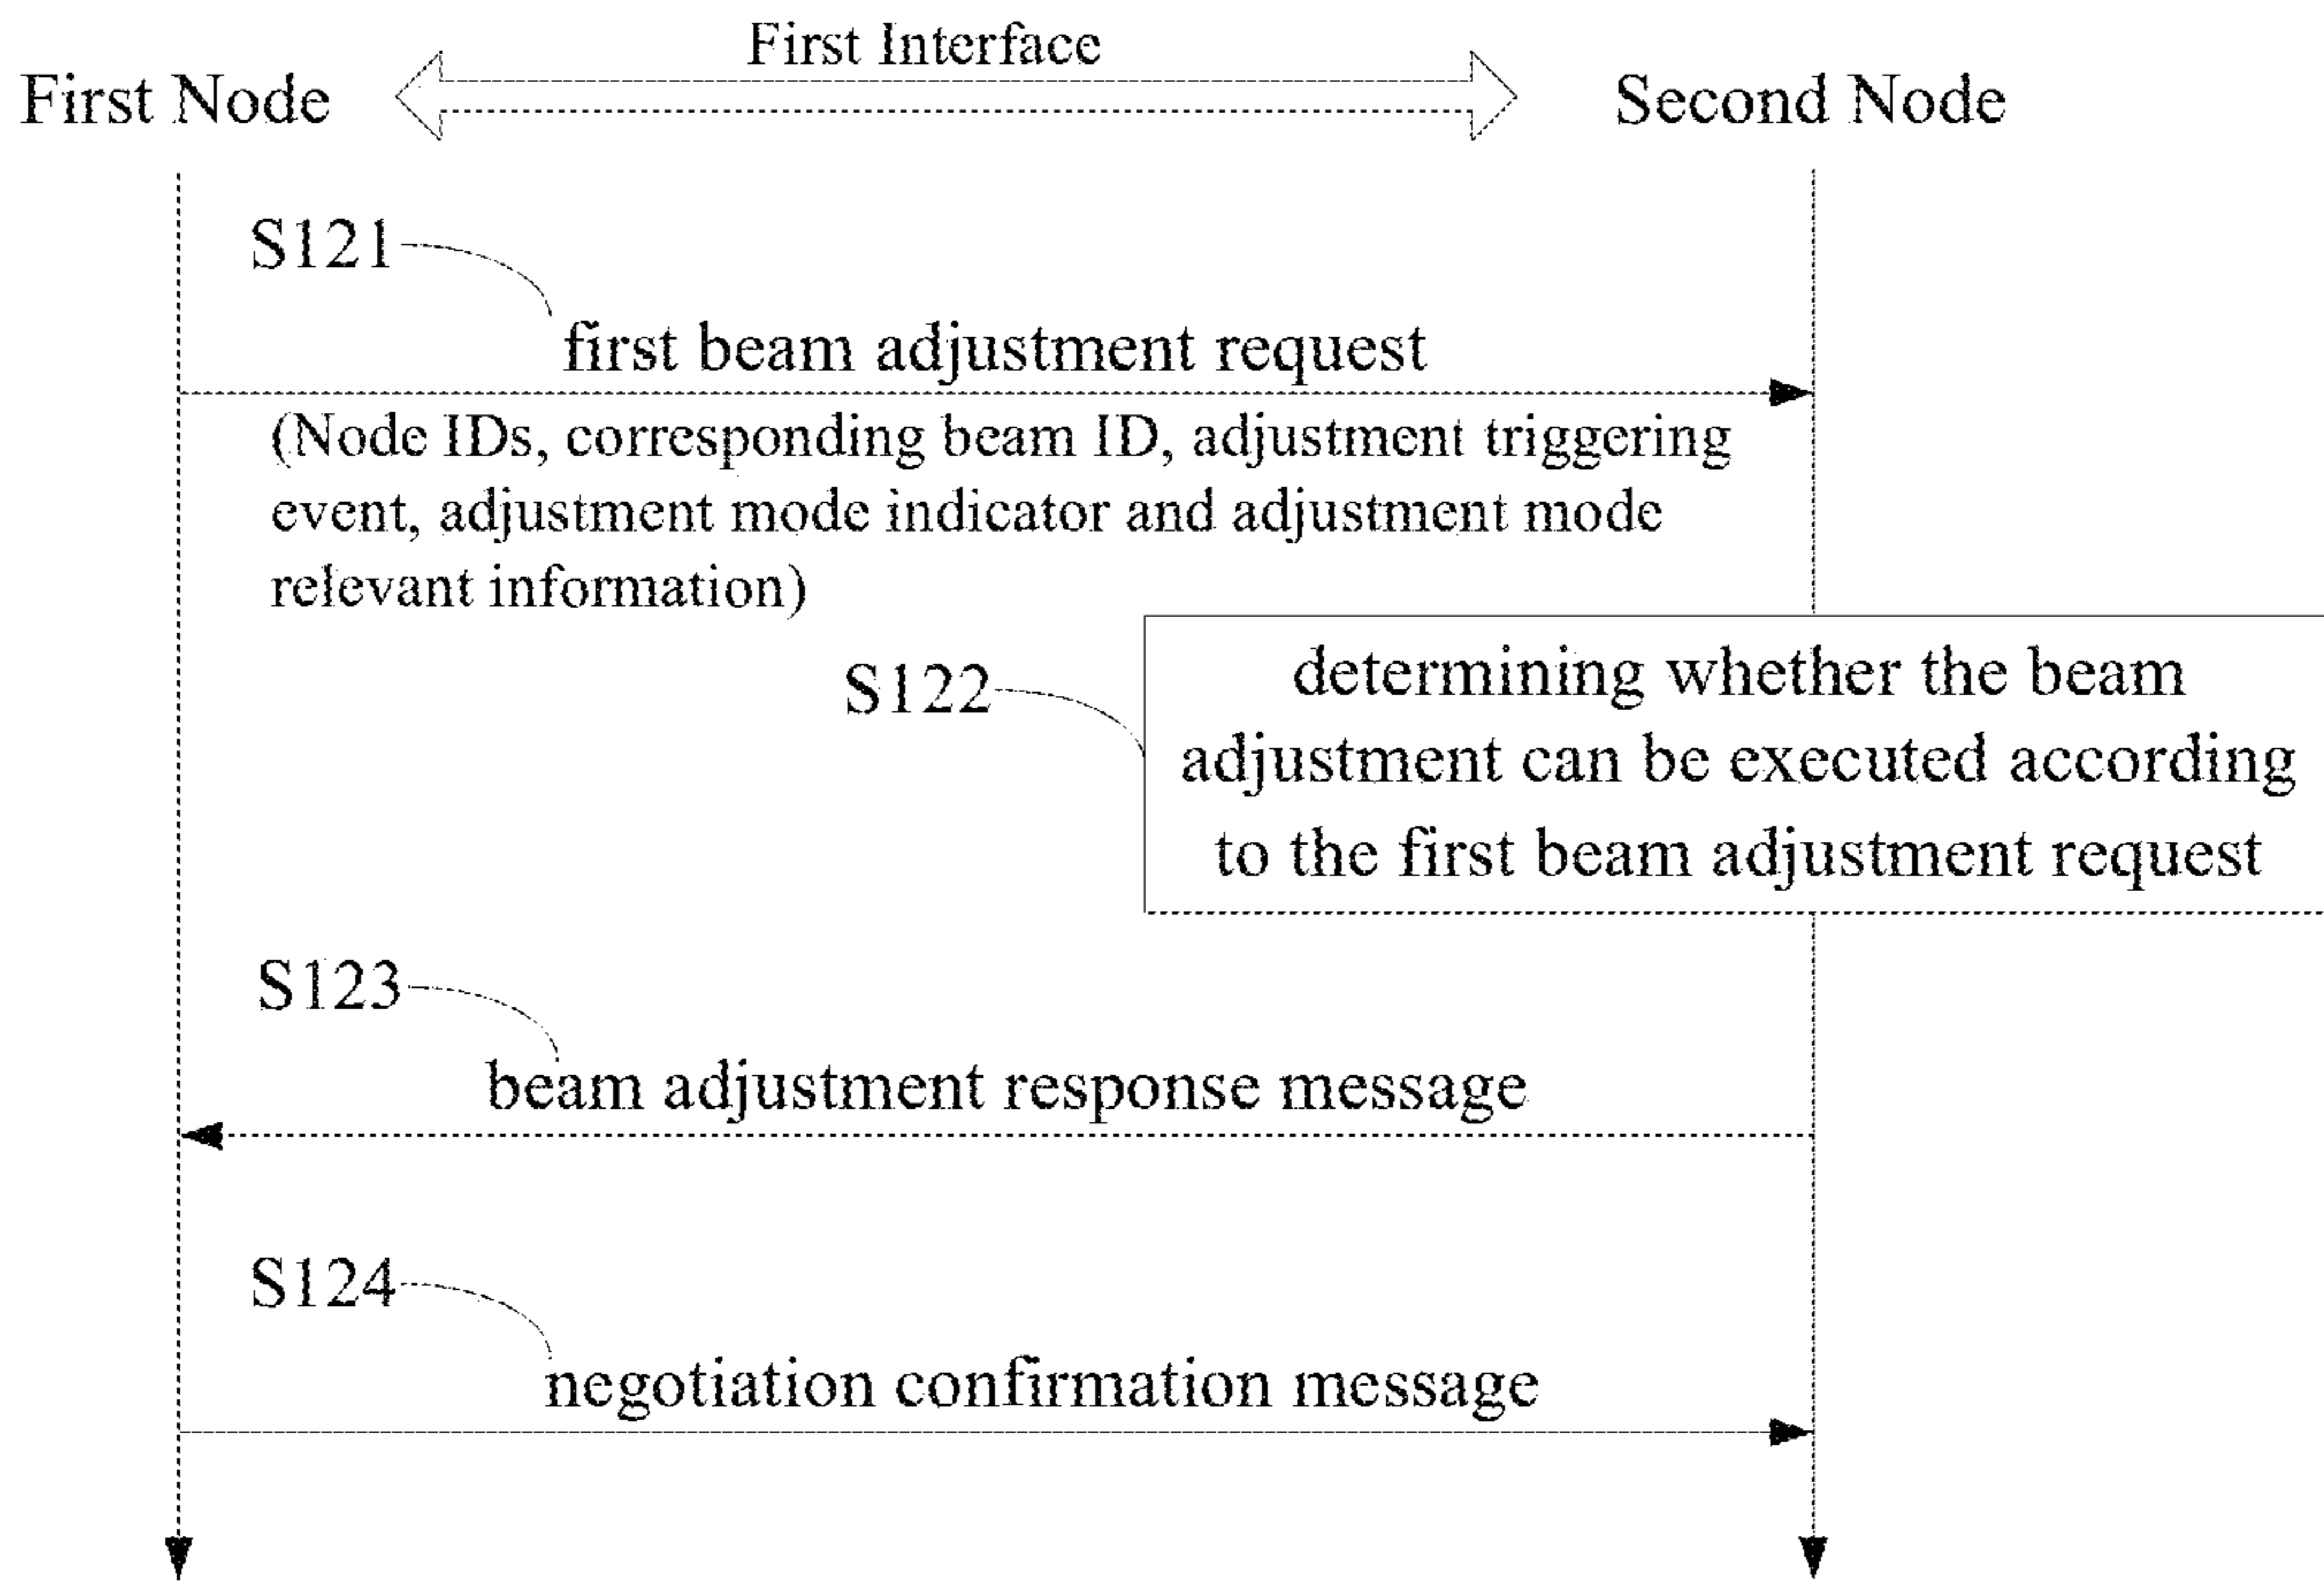 First Interface
First Node
Second Node
S121
first beam adjustment request
(Node IDs, corresponding beam ID, adjustment triggering
event, adjustment mode indicator and adjustment mode
relevant information)
S122
determining whether the beam
adjustment can be executed according
to the first beam adjustment request
S123
beam adjustment response message
S124
negotiation confirmation message